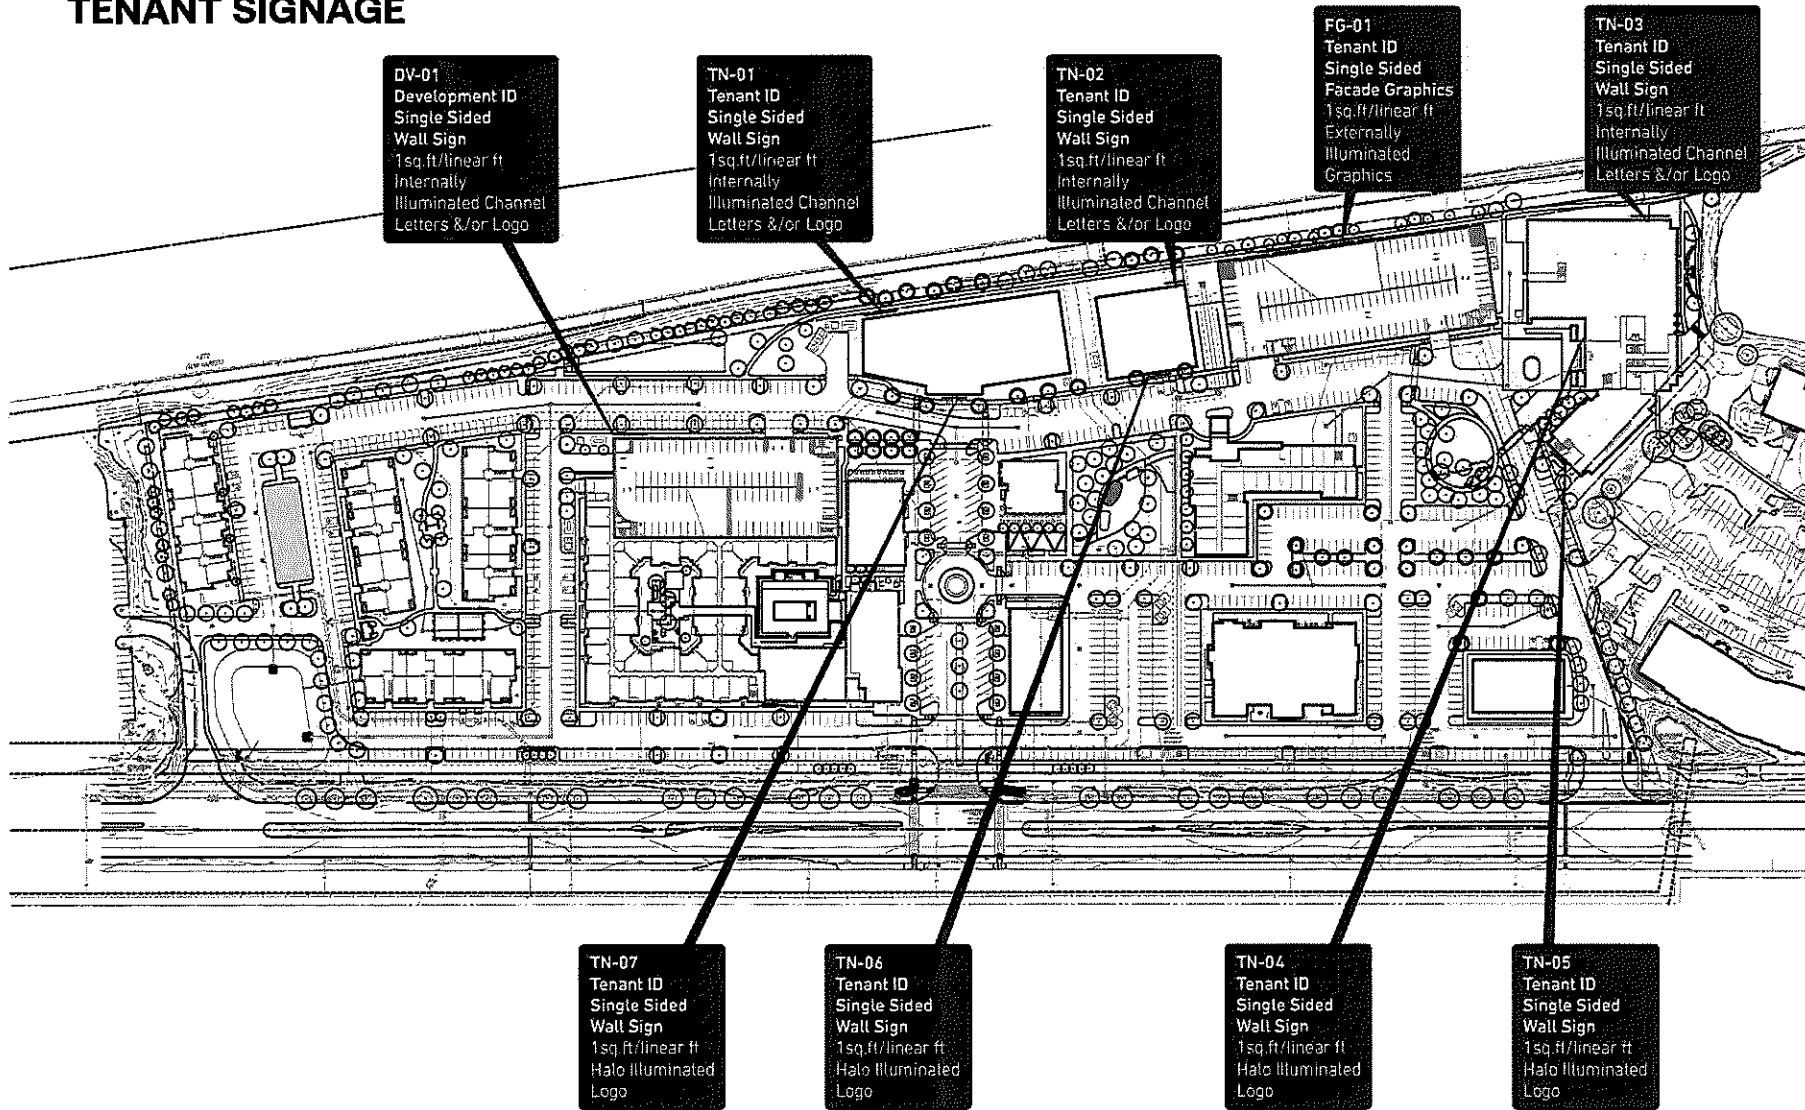 TENANT SIGNAGE
DV-01
Development ID
Single Sided
Wall Sign
1sq.ft/linear ft
Internally
Illuminated Channel
Letters &/or Logo
TN-01
Tenant ID
Single Sided
Wall Sign
1sq.ft/linear ft
Internally
Illuminated Channel
Letters &/or Logo
TN-02
Tenant ID
Single Sided
Wall Sign
1sq.ft/linear ft
Internally
Illuminated Channel
Letters &/or Logo
FG-01
Tenant ID
Single Sided
Facade Graphics
1sq.ft/linear ft
Externally
Illuminated
Graphics
TN-03
Tenant ID
Single Sided
Wall Sign
1sq.ft/linear ft
Internally
Illuminated Channel
Letters &/or Logo
TN-07
Tenant ID
Single Sided
Wall Sign
1sq.ft/linear ft
Halo Illuminated
Logo
TN-06
Tenant ID
Single Sided
Wall Sign
1sq.ft/linear ft
Halo Illuminated
Logo
TN-04
Tenant ID
Single Sided
Wall Sign
1sq.ft/linear ft
Halo Illuminated
Logo
TN-05
Tenant ID
Single Sided
Wall Sign
1sq.ft/linear ft
Halo Illuminated
Logo